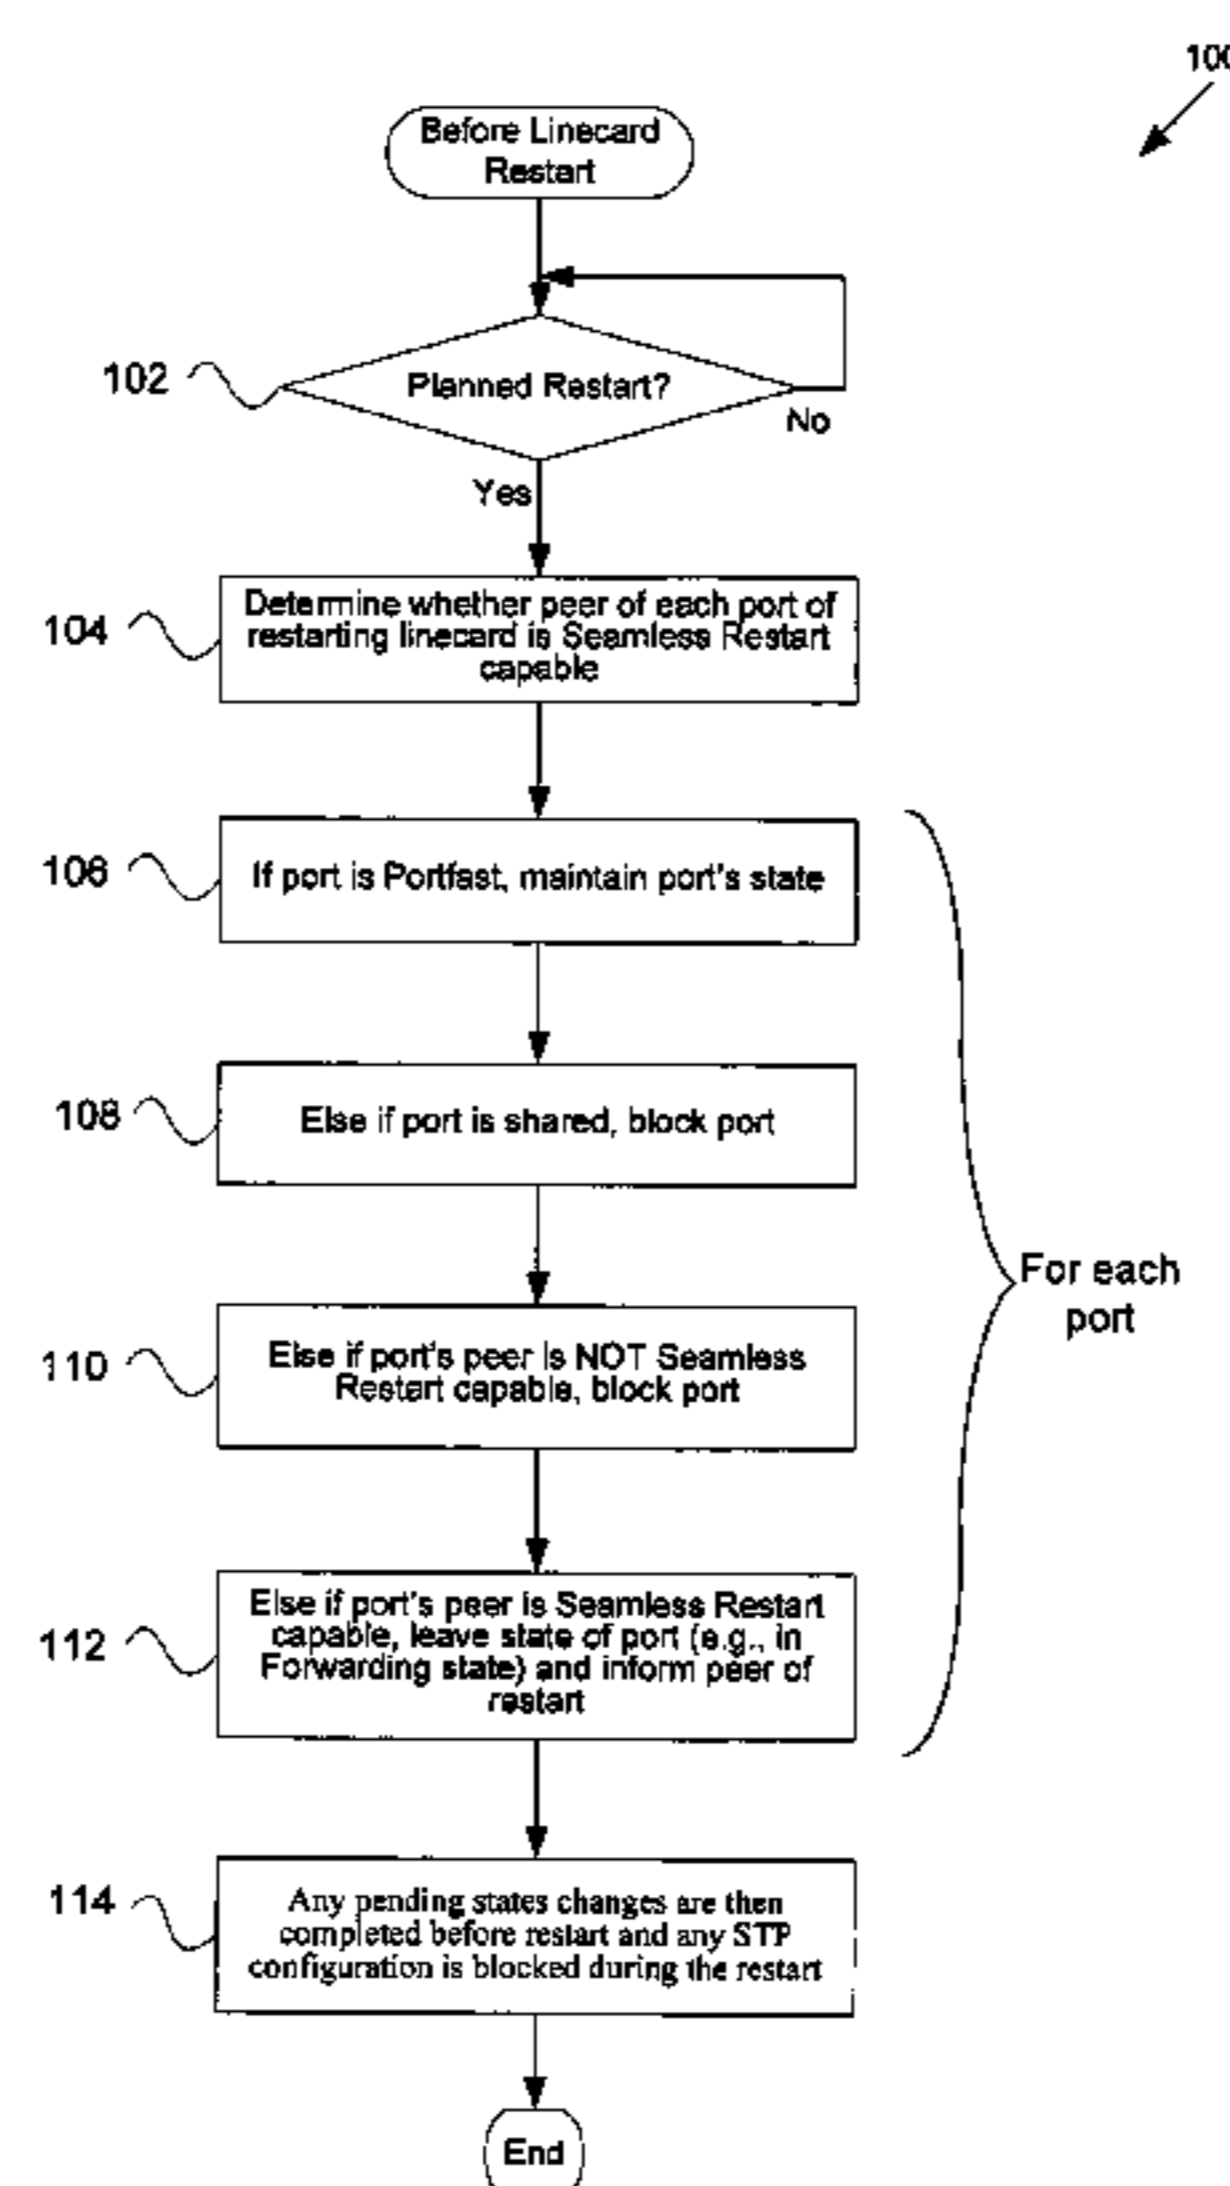 100
Before Linecard
Restart
102
Planned Restart?
No
Yes
104
Determine whether peer of each port of
restarting linecard is Seamless Restart
capable
106
If port is Portfast, maintain port's state
108
Else if port is shared, block port
110
Else if port's peer is NOT Seamless
Restart capable, block port
For each
port
112
Else if port's peer is Seamless Restart
capable, leave state of port (e.g., in
Forwarding state) and inform peer of
restart
114
Any pending states changes are then
completed before restart and any STP
configuration is blocked during the restart
End